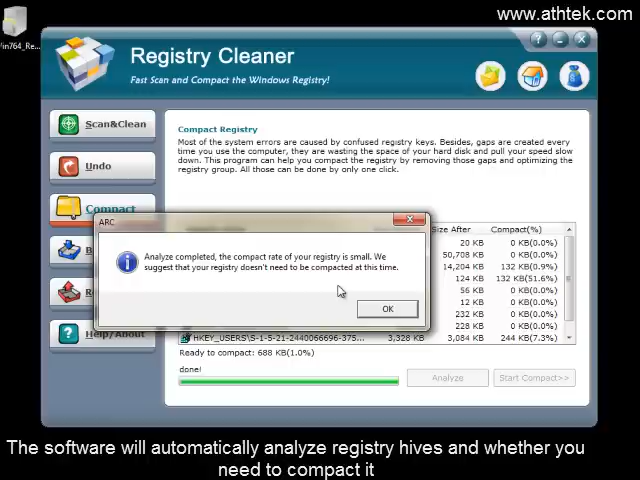 www.athtek.com
Registry Cleaner
Fast Scan and Compact the Windows Registry!
Scan&Clean
Compact Registry
Most of the system errors are caused by confused registry keys. Besides, gaps are created every
time you use the computer, they are wasting the space of your hard disk and pull your speed slow
down. This program can help you compact the registry by removing those gaps and optimizing the
registry group. All those can be done by only one click.
Undo
Compact
ARC
Analyze completed, the compact rate of your registry is small. We
suggest that your registry doesn't need to be compacted at this time.
OK
Size After Compact(%)
20 KB 0 KB(0.0%)
50,708 KB 0 KB(0.0%)
14,204 KB 132 KB(0.9%)
124 KB 132 KB(51.6%)
56 KB 0 KB(0.0%)
12 KB 0 KB(0.0%)
232 KB 0 KB(0.0%)
228 KB 0 KB(0.0%)
HKEY_USERS\S-1-5-21-2440066696-375... 3,328 KB 3,084 KB 244 KB(7.3%)
Help/About
Ready to compact: 688 KB(1.0%)
done!
Analyze
Start Compact>>
The software will automatically analyze registry hives and whether you
need to compact it